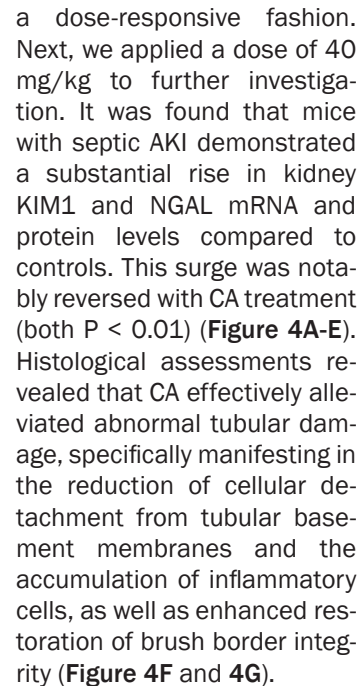 a dose-responsive fashion.
Next, we applied a dose of 40
mg/kg to further investiga-
tion. It was found that mice
with septic AKI demonstrated
a substantial rise in kidney
KIM1 and NGAL mRNA and
protein levels compared to
controls. This surge was nota-
bly reversed with CA treatment
(both P < 0.01) (Figure 4A-E).
Histological assessments re-
vealed that CA effectively alle-
viated abnormal tubular dam-
age, specifically manifesting in
the reduction of cellular de-
tachment from tubular base-
ment membranes and the
accumulation of inflammatory
cells, as well as enhanced res-
toration of brush border integ-
rity (Figure 4F and 4G).